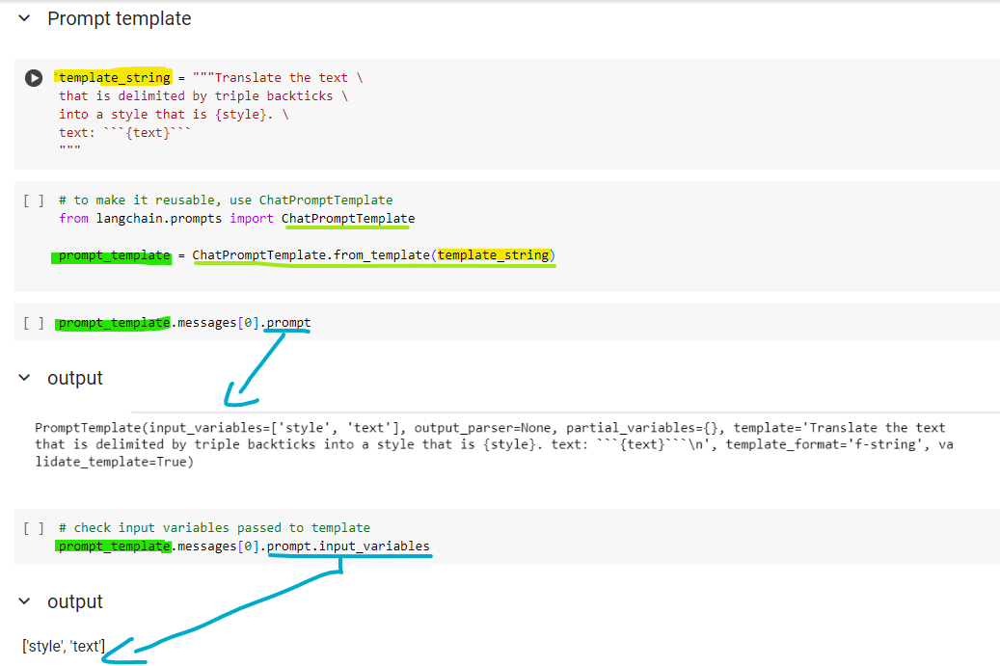 Prompt template
template_string = """Translate the text \
that is delimited by triple backticks \
into a style that is {style}. \
text: ```{text}```
"""
[ ] # to make it reusable, use ChatPromptTemplate
from langchain.prompts import ChatPromptTemplate
prompt_template = ChatPromptTemplate.from_template(template_string)
[ ] prompt_template.messages[0].prompt
output
PromptTemplate(input_variables=['style', 'text'], output_parser=None, partial_variables={}, template='Translate the text
that is delimited by triple backticks into a style that is {style}. text: ```{text}```\n', template_format='f-string', va
lidate_template=True)
[ ] # check input variables passed to template
prompt_template.messages[0].prompt.input_variables
output
['style', 'text']